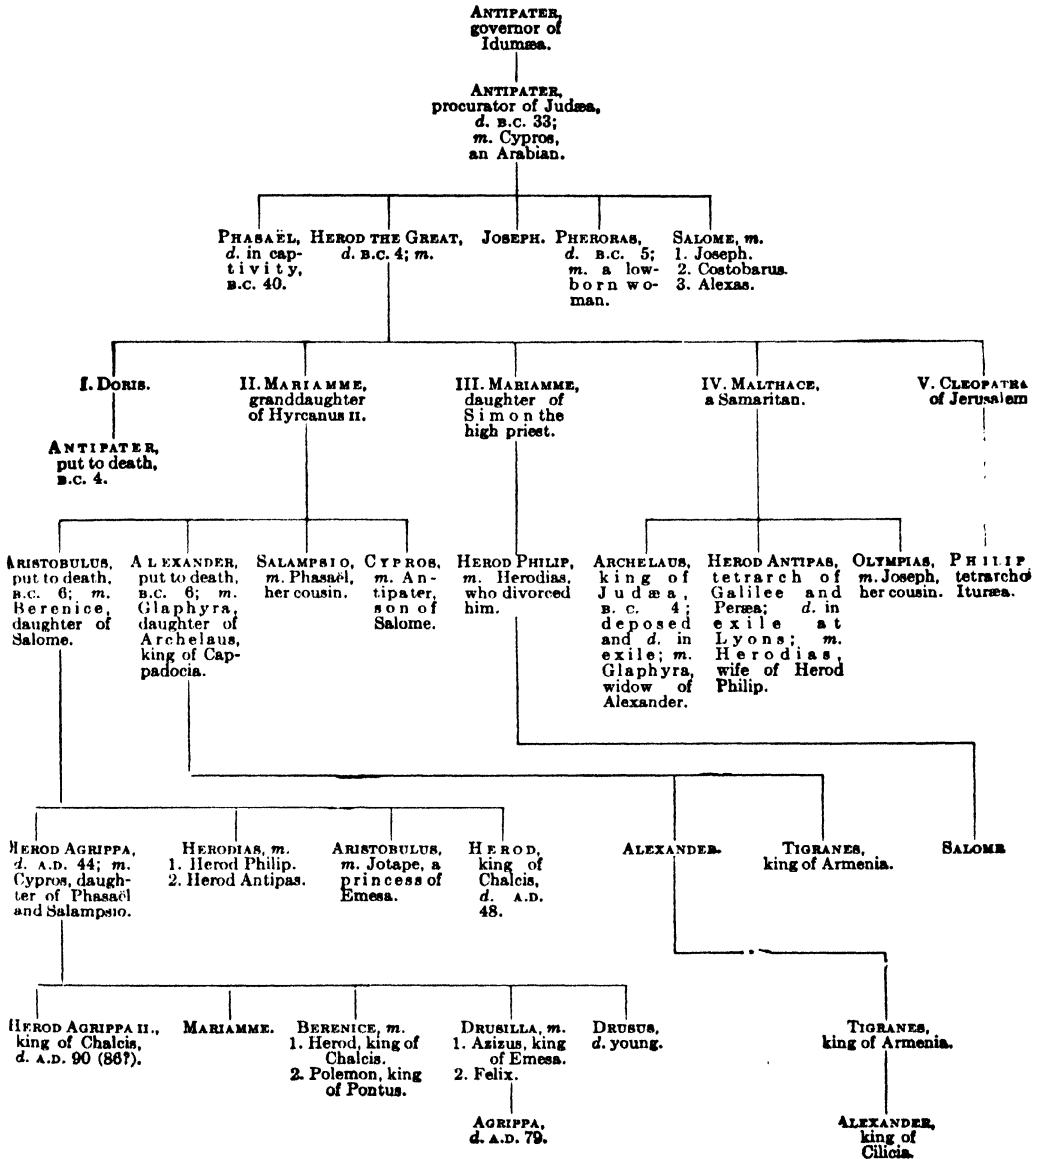 ANTIPATER,
governor of
Idumæa.
ANTIPATER,
procurator of Judæa,
d. B.C. 33;
m. Cypros,
an Arabian.
PHASAËL,
d. in cap-
tivity,
B.C. 40.
HEROD THE GREAT,
d. B.C. 4; m.
JOSEPH.
PHERORAS,
d. B.C. 5;
m. a low-
born wo-
man.
SALOME, m.
1. Joseph.
2. Costobarus.
3. Alexas.
I. DORIS.
II. MARIAMME,
granddaughter
of Hyrcanus II.
III. MARIAMME,
daughter of
Simon the
high priest.
IV. MALTHACE,
a Samaritan.
V. CLEOPATRA
of Jerusalem
ANTIPATER,
put to death,
B.C. 4.
ARISTOBULUS,
put to death,
B.C. 6; m.
Berenice,
daughter of
Salome.
ALEXANDER,
put to death,
B.C. 6; m.
Glaphyra,
daughter of
Archelaus,
king of Cap-
padocia.
SALAMPSIO,
m. Phasaël,
her cousin.
CYPROS,
m. An-
tipater,
son of
Salome.
HEROD PHILIP,
m. Herodias,
who divorced
him.
ARCHELAUS,
king of
Judæa,
B. C. 4;
deposed
and d. in
exile; m.
Glaphyra,
widow of
Alexander.
HEROD ANTIPAS,
tetrarch of
Galilee and
Peræa; d. in
exile at
Lyons; m.
Herodias,
wife of Herod
Philip.
OLYMPIAS,
m. Joseph,
her cousin.
PHILIP
tetrarch of
Ituræa.
HEROD AGRIPPA,
d. A.D. 44; m.
Cypros, daugh-
ter of Phasaël
and Salampsio.
HERODIAS, m.
1. Herod Philip.
2. Herod Antipas.
ARISTOBULUS,
m. Jotape, a
princess of
Emesa.
HEROD,
king of
Chalcis,
d. A.D.
48.
ALEXANDER.
TIGRANES,
king of Armenia.
SALOME
HEROD AGRIPPA II.,
king of Chalcis,
d. A.D. 90 (86?).
MARIAMME.
BERENICE, m.
1. Herod, king of
Chalcis.
2. Polemon, king
of Pontus.
DRUSILLA, m.
1. Azizus, king
of Emesa.
2. Felix.
DRUSUS,
d. young.
TIGRANES,
king of Armenia.
AGRIPPA,
d. A.D. 79.
ALEXANDER,
king of
Cilicia.